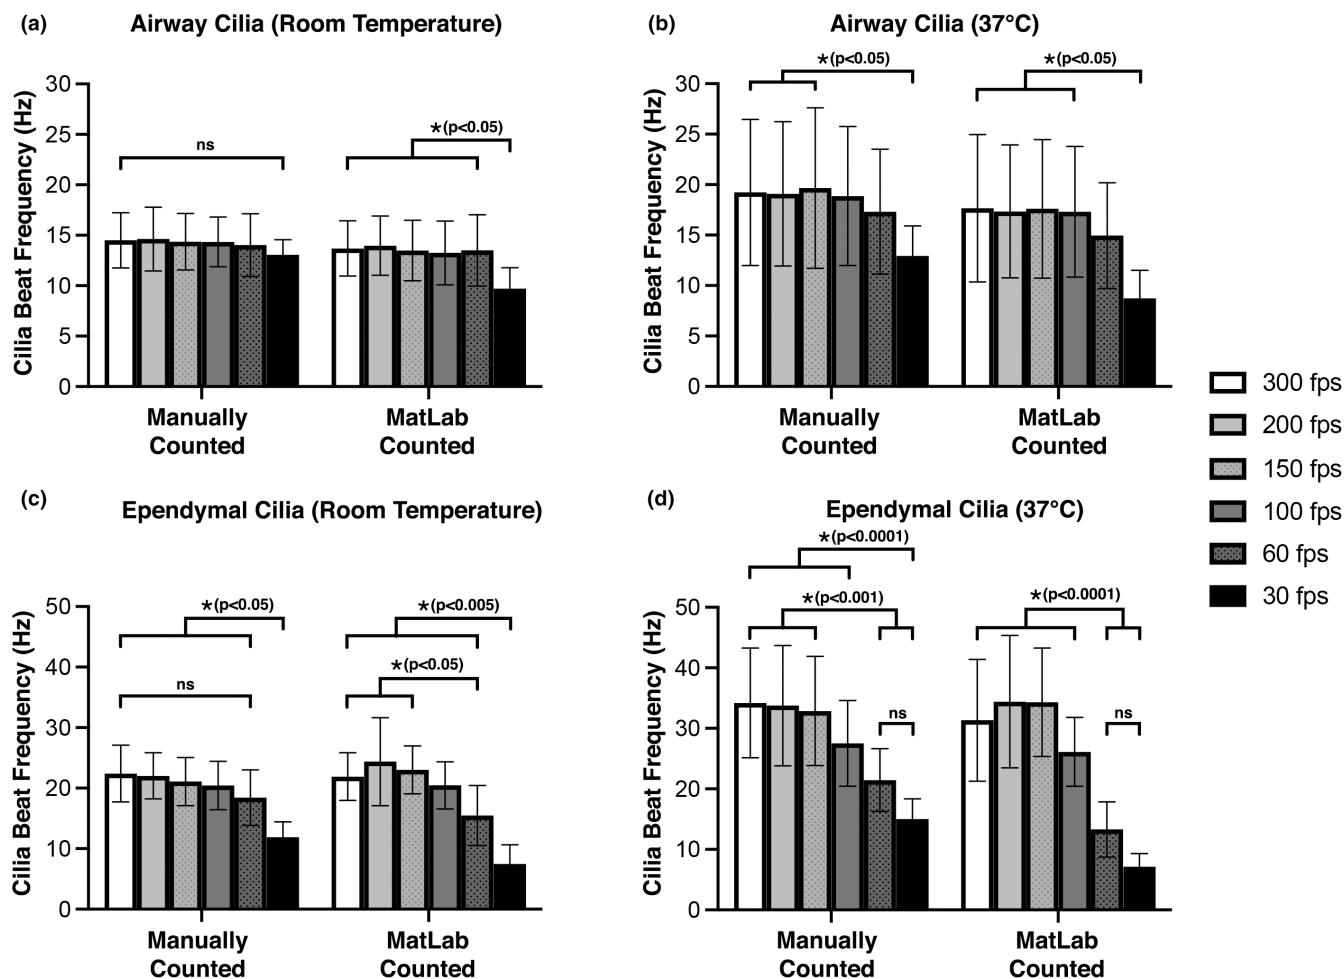 (a)
Airway Cilia (Room Temperature)
Cilia Beat Frequency (Hz)
30
25
20
15
10
5
0
ns
*(p<0.05)
Manually
Counted
MatLab
Counted
(b)
Airway Cilia (37°C)
Cilia Beat Frequency (Hz)
30
25
20
15
10
5
0
*(p<0.05)
*(p<0.05)
Manually
Counted
MatLab
Counted
300 fps
200 fps
150 fps
100 fps
60 fps
30 fps
(c)
Ependymal Cilia (Room Temperature)
Cilia Beat Frequency (Hz)
50
40
30
20
10
0
*(p<0.05)
ns
*(p<0.005)
*(p<0.05)
Manually
Counted
MatLab
Counted
(d)
Ependymal Cilia (37°C)
Cilia Beat Frequency (Hz)
50
40
30
20
10
0
*(p<0.0001)
*(p<0.001)
ns
*(p<0.0001)
ns
Manually
Counted
MatLab
Counted